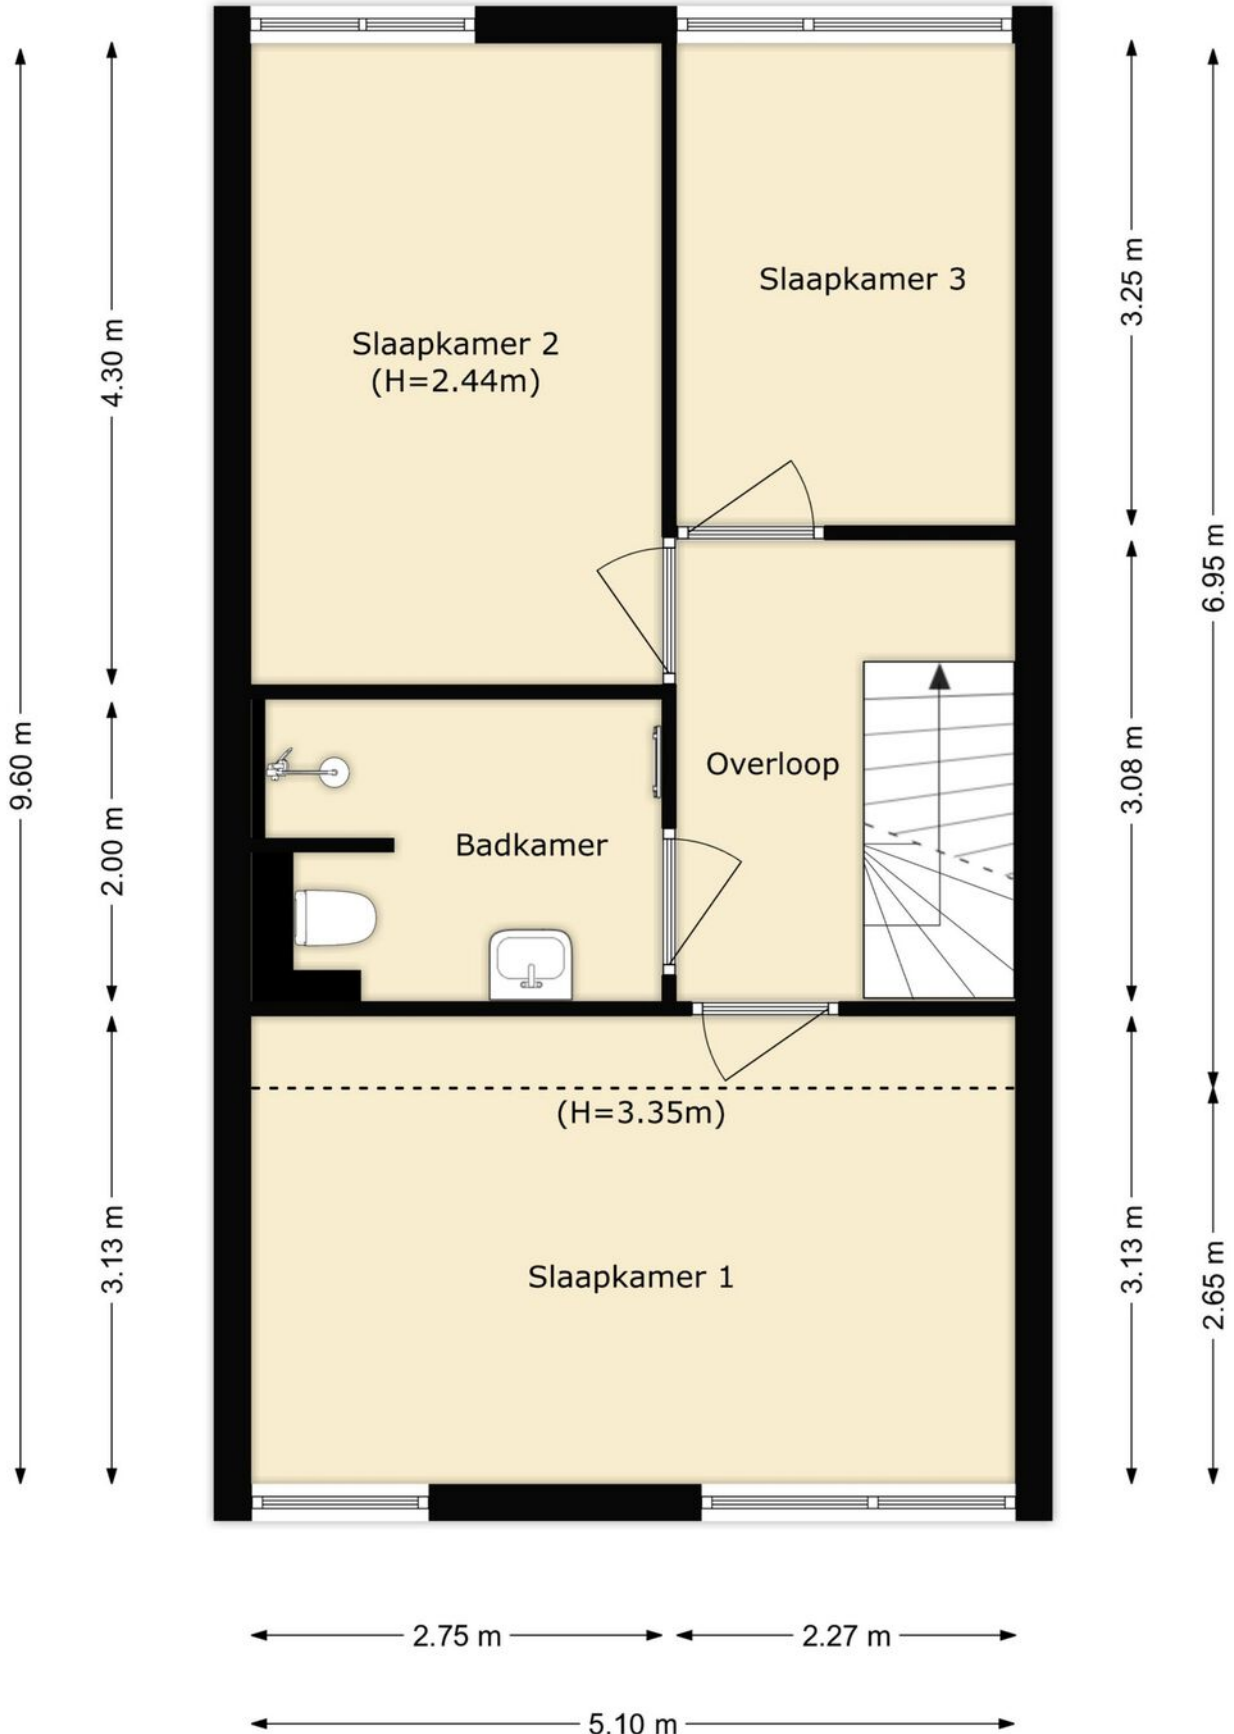 Slaapkamer 3
3.25 m
4.30 m
Slaapkamer 2
(H=2.44m)
6.95 m
9.60 m
Overloop
3.08 m
2.00 m
Badkamer
(H=3.35m)
3.13 m
3.13 m
2.65 m
Slaapkamer 1
2.75 m
2.27 m
5.10 m